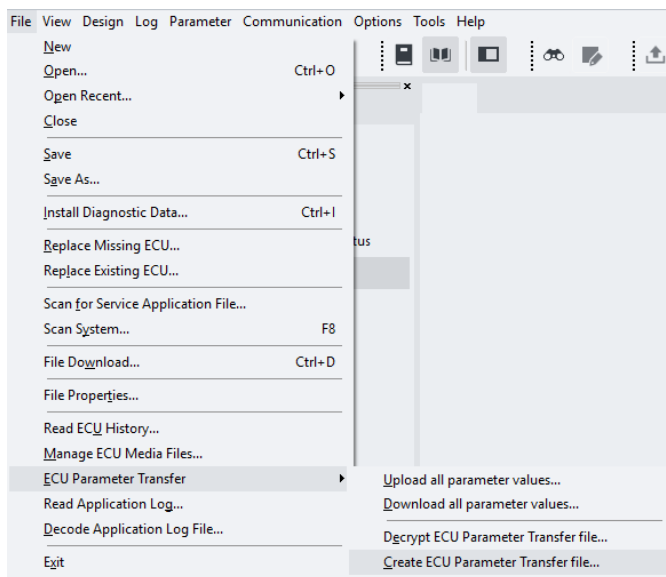 File View Design Log Parameter Communication Options Tools Help
New
Open... Ctrl+O
Open Recent...
Close
Save Ctrl+S
Save As...
Install Diagnostic Data... Ctrl+I
Replace Missing ECU...
Replace Existing ECU...
tus
Scan for Service Application File...
Scan System... F8
File Download... Ctrl+D
File Properties...
Read ECU History...
Manage ECU Media Files...
ECU Parameter Transfer
Read Application Log...
Decode Application Log File...
Exit
Upload all parameter values...
Download all parameter values...
Decrypt ECU Parameter Transfer file...
Create ECU Parameter Transfer file...